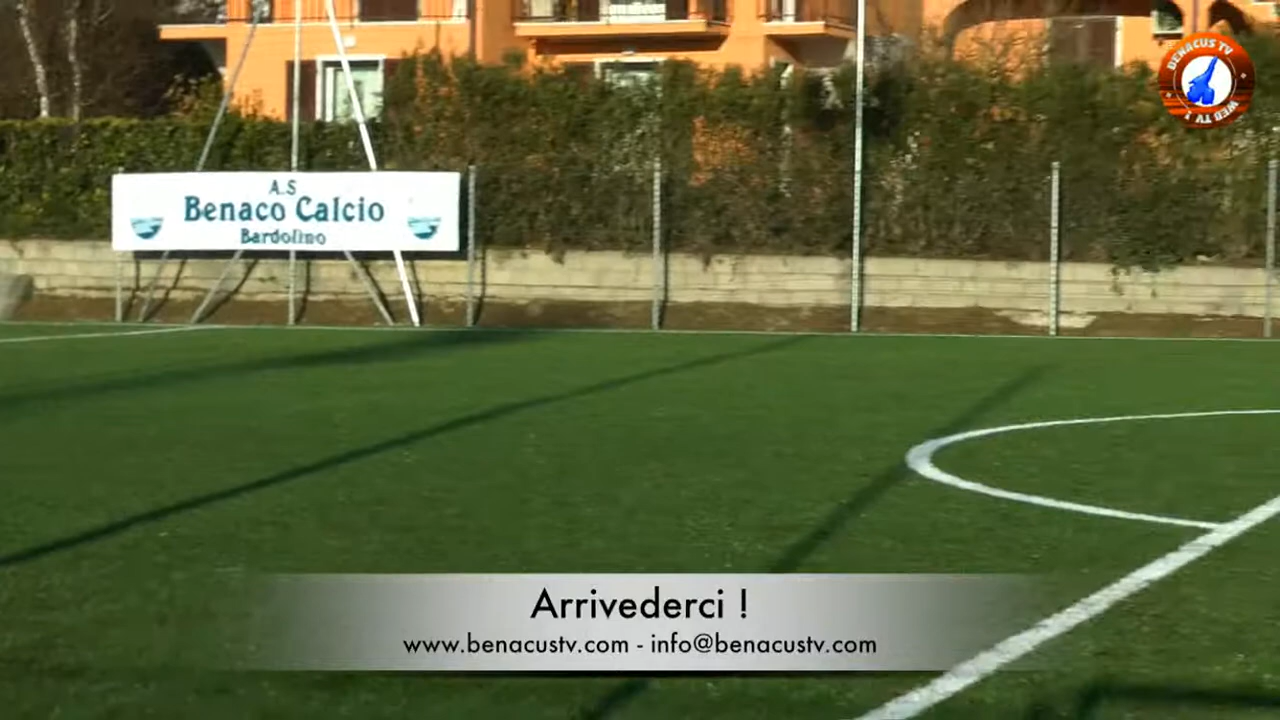 BENACUS TV
WEB TV !
A.S
Benaco Calcio
Bardolino
Arrivederci !
www.benacustv.com - info@benacustv.com